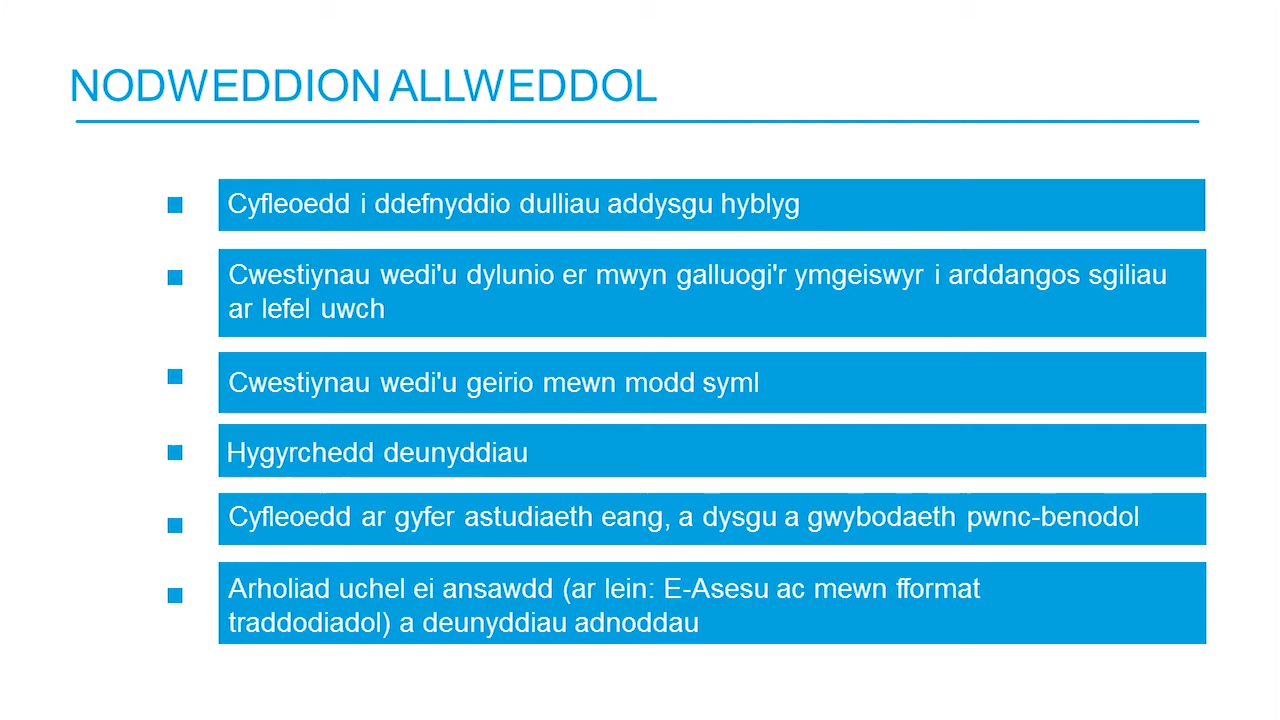 NODWEDDION ALLWEDDOL
Cyfleoedd i ddefnyddio dulliau addysgu hyblyg
Cwestiynau wedi'u dylunio er mwyn galluogi'r ymgeiswyr i arddangos sgiliau
ar lefel uwch
Cwestiynau wedi'u geirio mewn modd syml
Hygyrchedd deunyddiau
Cyfleoedd ar gyfer astudiaeth eang, a dysgu a gwybodaeth pwnc-benodol
Arholiad uchel ei ansawdd (ar lein: E-Asesu ac mewn fformat
traddodiadol) a deunyddiau adnoddau